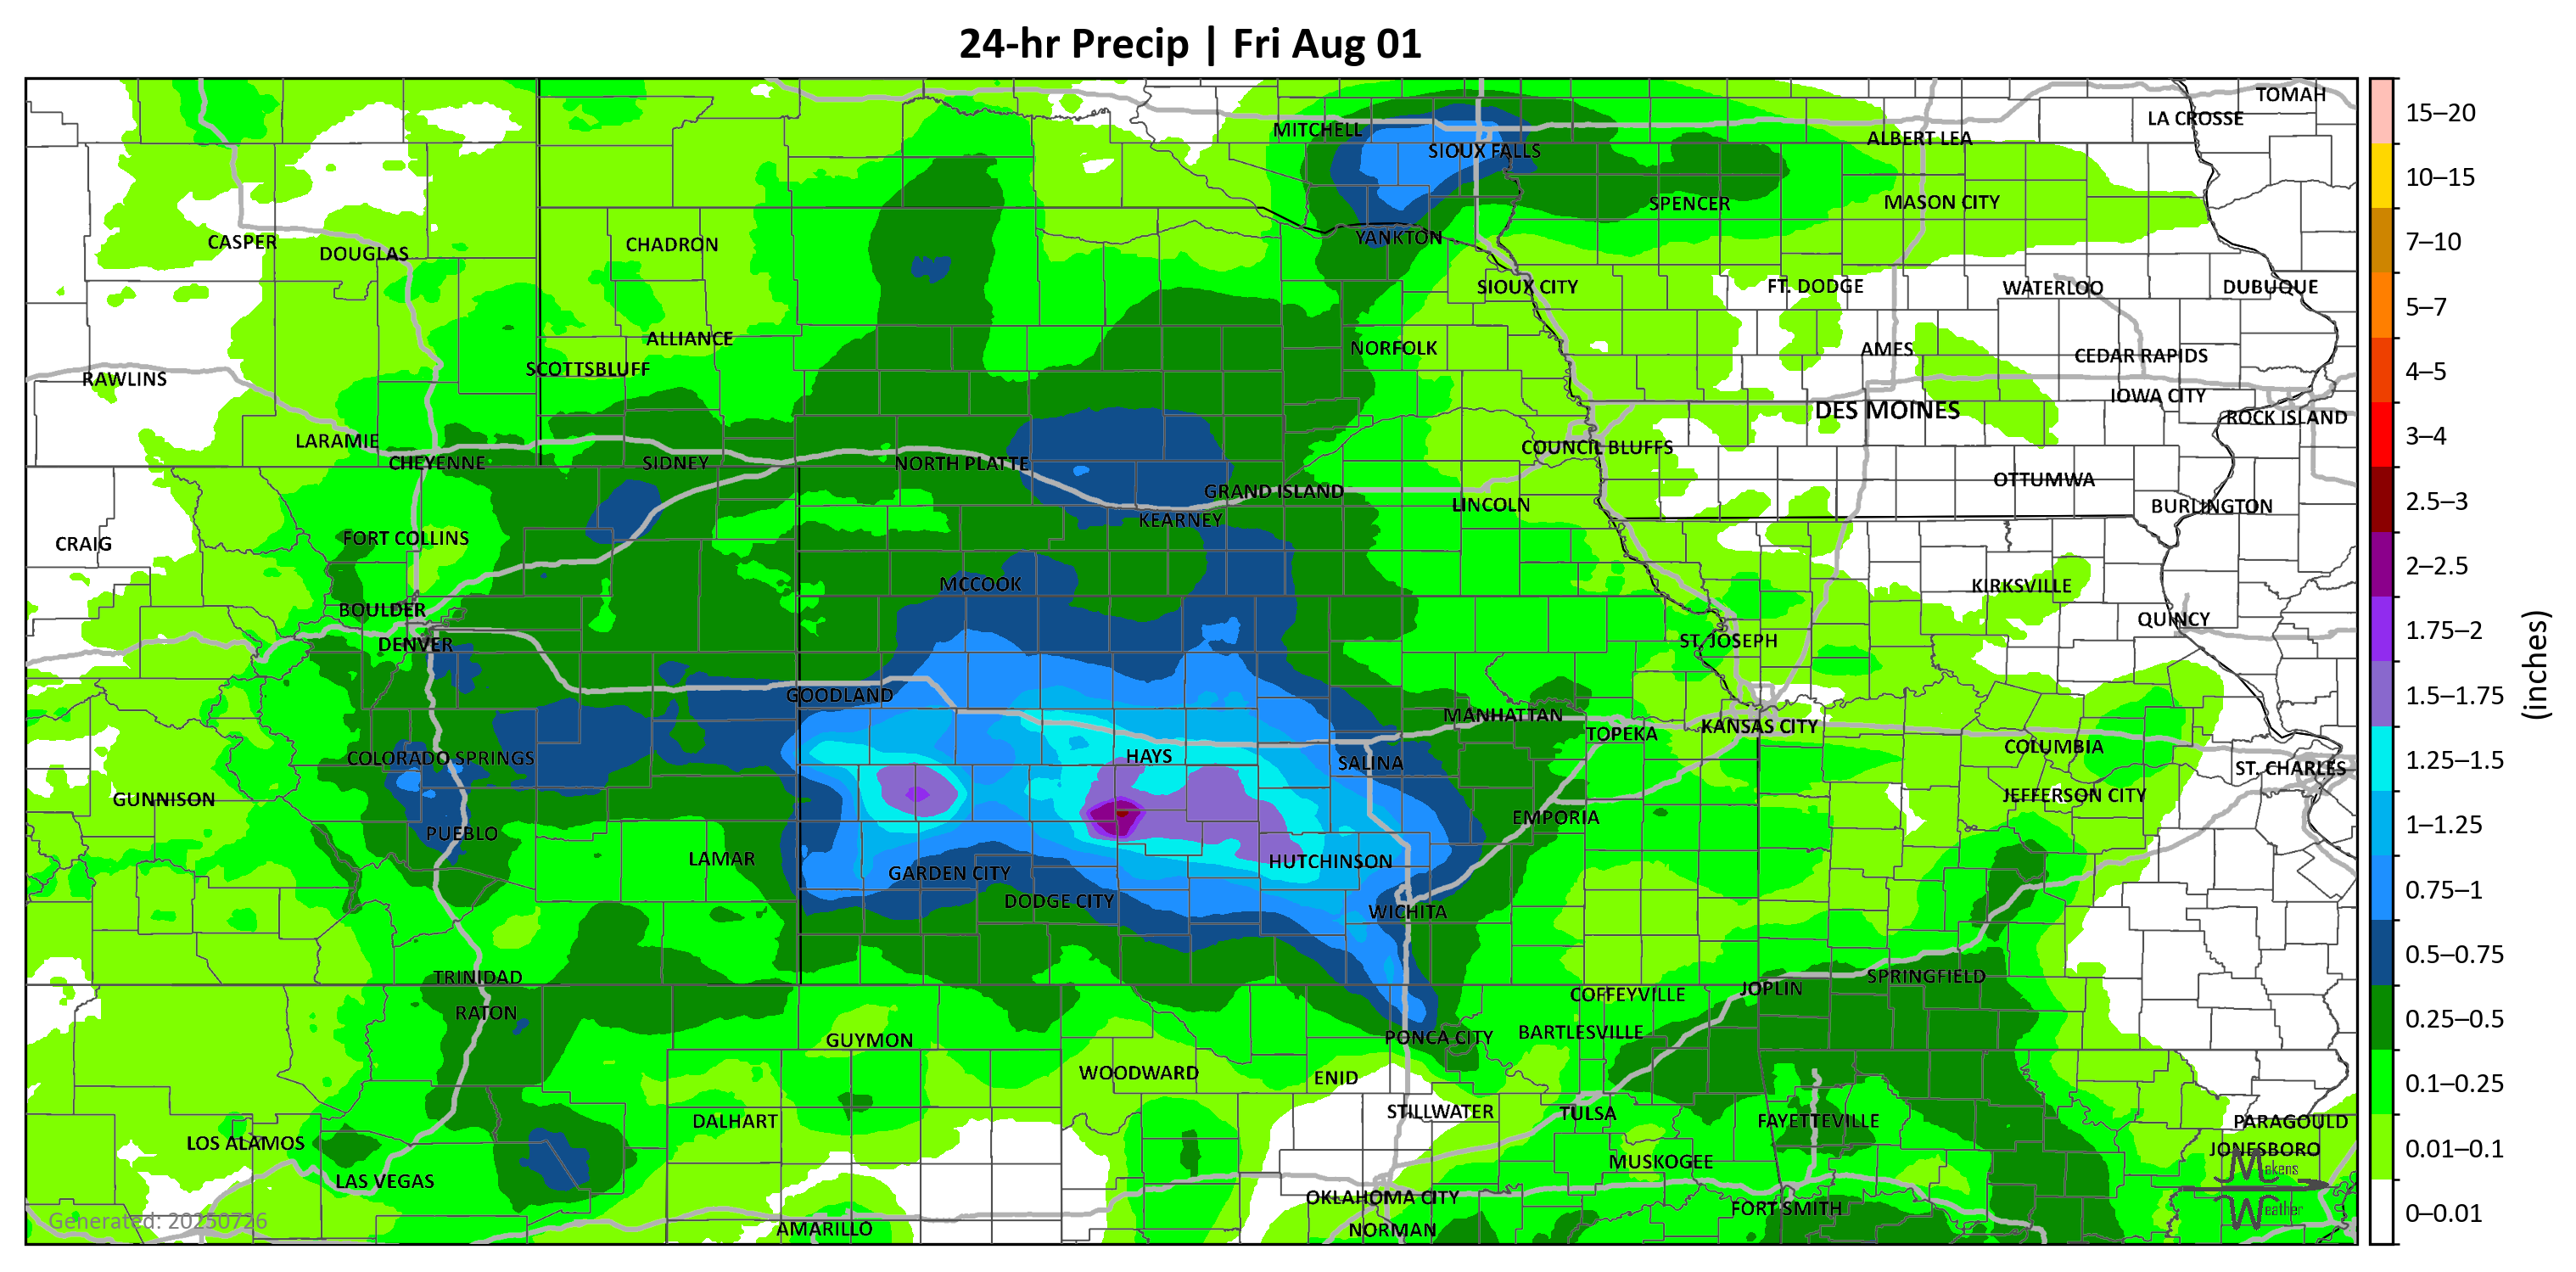 24-hr Precip | Fri Aug 01
TOMAH
LA CROSSE
MITCHELL
ALBERT LEA
SIOUX FALLS
SPENCER
MASON CITY
YANKTON
CASPER
CHADRON
DOUGLAS
SIOUX CITY
FT. DODGE
WATERLOO
DUBUQUE
ALLIANCE
NORFOLK
AMES
CEDAR RAPIDS
SCOTTSBLUFF
RAWLINS
IOWA CITY
DES MOINES
ROCK ISLAND
LARAMIE
COUNCIL BLUFFS
CHEYENNE
SIDNEY
NORTH PLATTE
OTTUMWA
GRAND ISLAND
LINCOLN
BURLINGTON
KEARNEY
FORT COLLINS
CRAIG
MCCOOK
KIRKSVILLE
BOULDER
QUINCY
DENVER
ST. JOSEPH
GOODLAND
MANHATTAN
KANSAS CITY
TOPEKA
COLUMBIA
COLORADO SPRINGS
HAYS
SALINA
ST. CHARLES
GUNNISON
JEFFERSON CITY
EMPORIA
PUEBLO
LAMAR
HUTCHINSON
GARDEN CITY
DODGE CITY
WICHITA
TRINIDAD
SPRINGFIELD
JOPLIN
COFFEYVILLE
RATON
BARTLESVILLE
PONCA CITY
GUYMON
WOODWARD
ENID
STILLWATER
TULSA
DALHART
FAYETTEVILLE
PARAGOULD
LOS ALAMOS
JONESBORO
MUSKOGEE
Makens
LAS VEGAS
OKLAHOMA CITY
FORT SMITH
Weather
Generated: 20250726
AMARILLO
NORMAN
15–20
10–15
7–10
5–7
4–5
3–4
2.5–3
2–2.5
1.75–2
1.5–1.75
1.25–1.5
1–1.25
0.75–1
0.5–0.75
0.25–0.5
0.1–0.25
0.01–0.1
0–0.01
(inches)